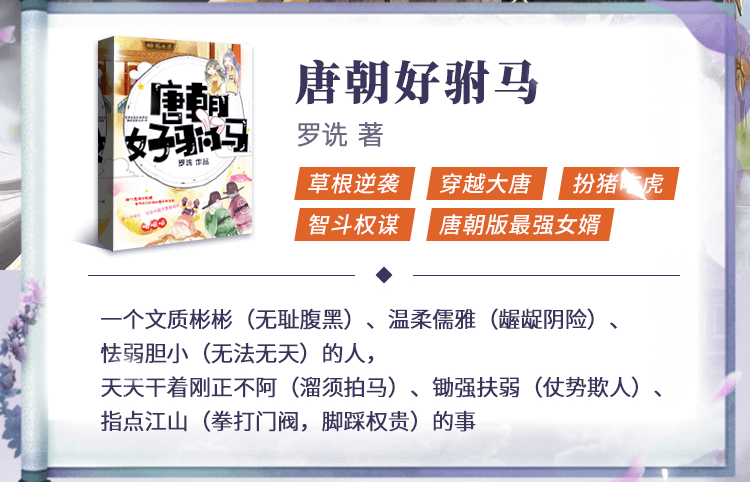 唐朝好驸马
罗诜 作品
唐朝好驸马
罗诜 著
草根逆袭 穿越大唐 扮猪吃虎
智斗权谋 唐朝版最强女婿
一个文质彬彬（无耻腹黑）、温柔儒雅（龌龊阴险）、
怯弱胆小（无法无天）的人，
天天干着刚正不阿（溜须拍马）、锄强扶弱（仗势欺人）、
指点江山（拳打门阀，脚踩权贵）的事